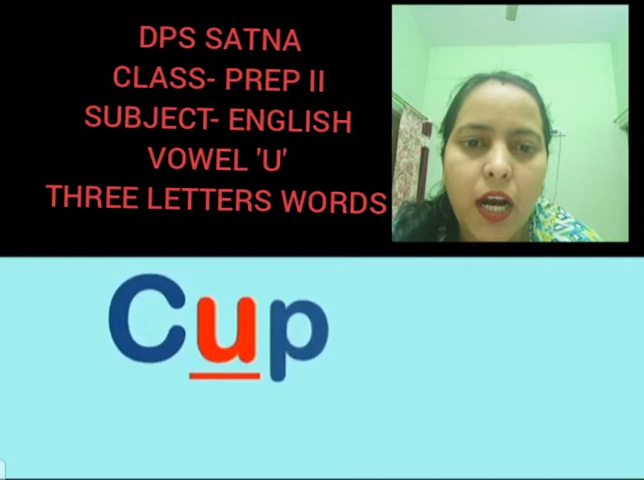 DPS SATNA
CLASS- PREP II
SUBJECT- ENGLISH
VOWEL 'U'
THREE LETTERS WORDS
Cup